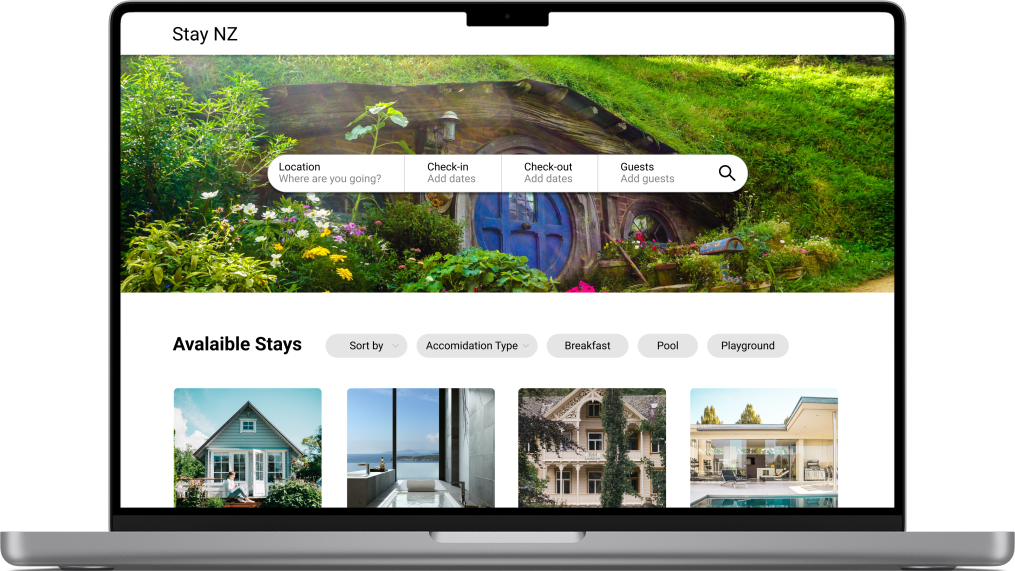 Stay NZ
Location Check-in Check-out Guests
Where are you going? Add dates Add dates Add guests
Avalaible Stays Sort by Accomidation Type Breakfast Pool Playground